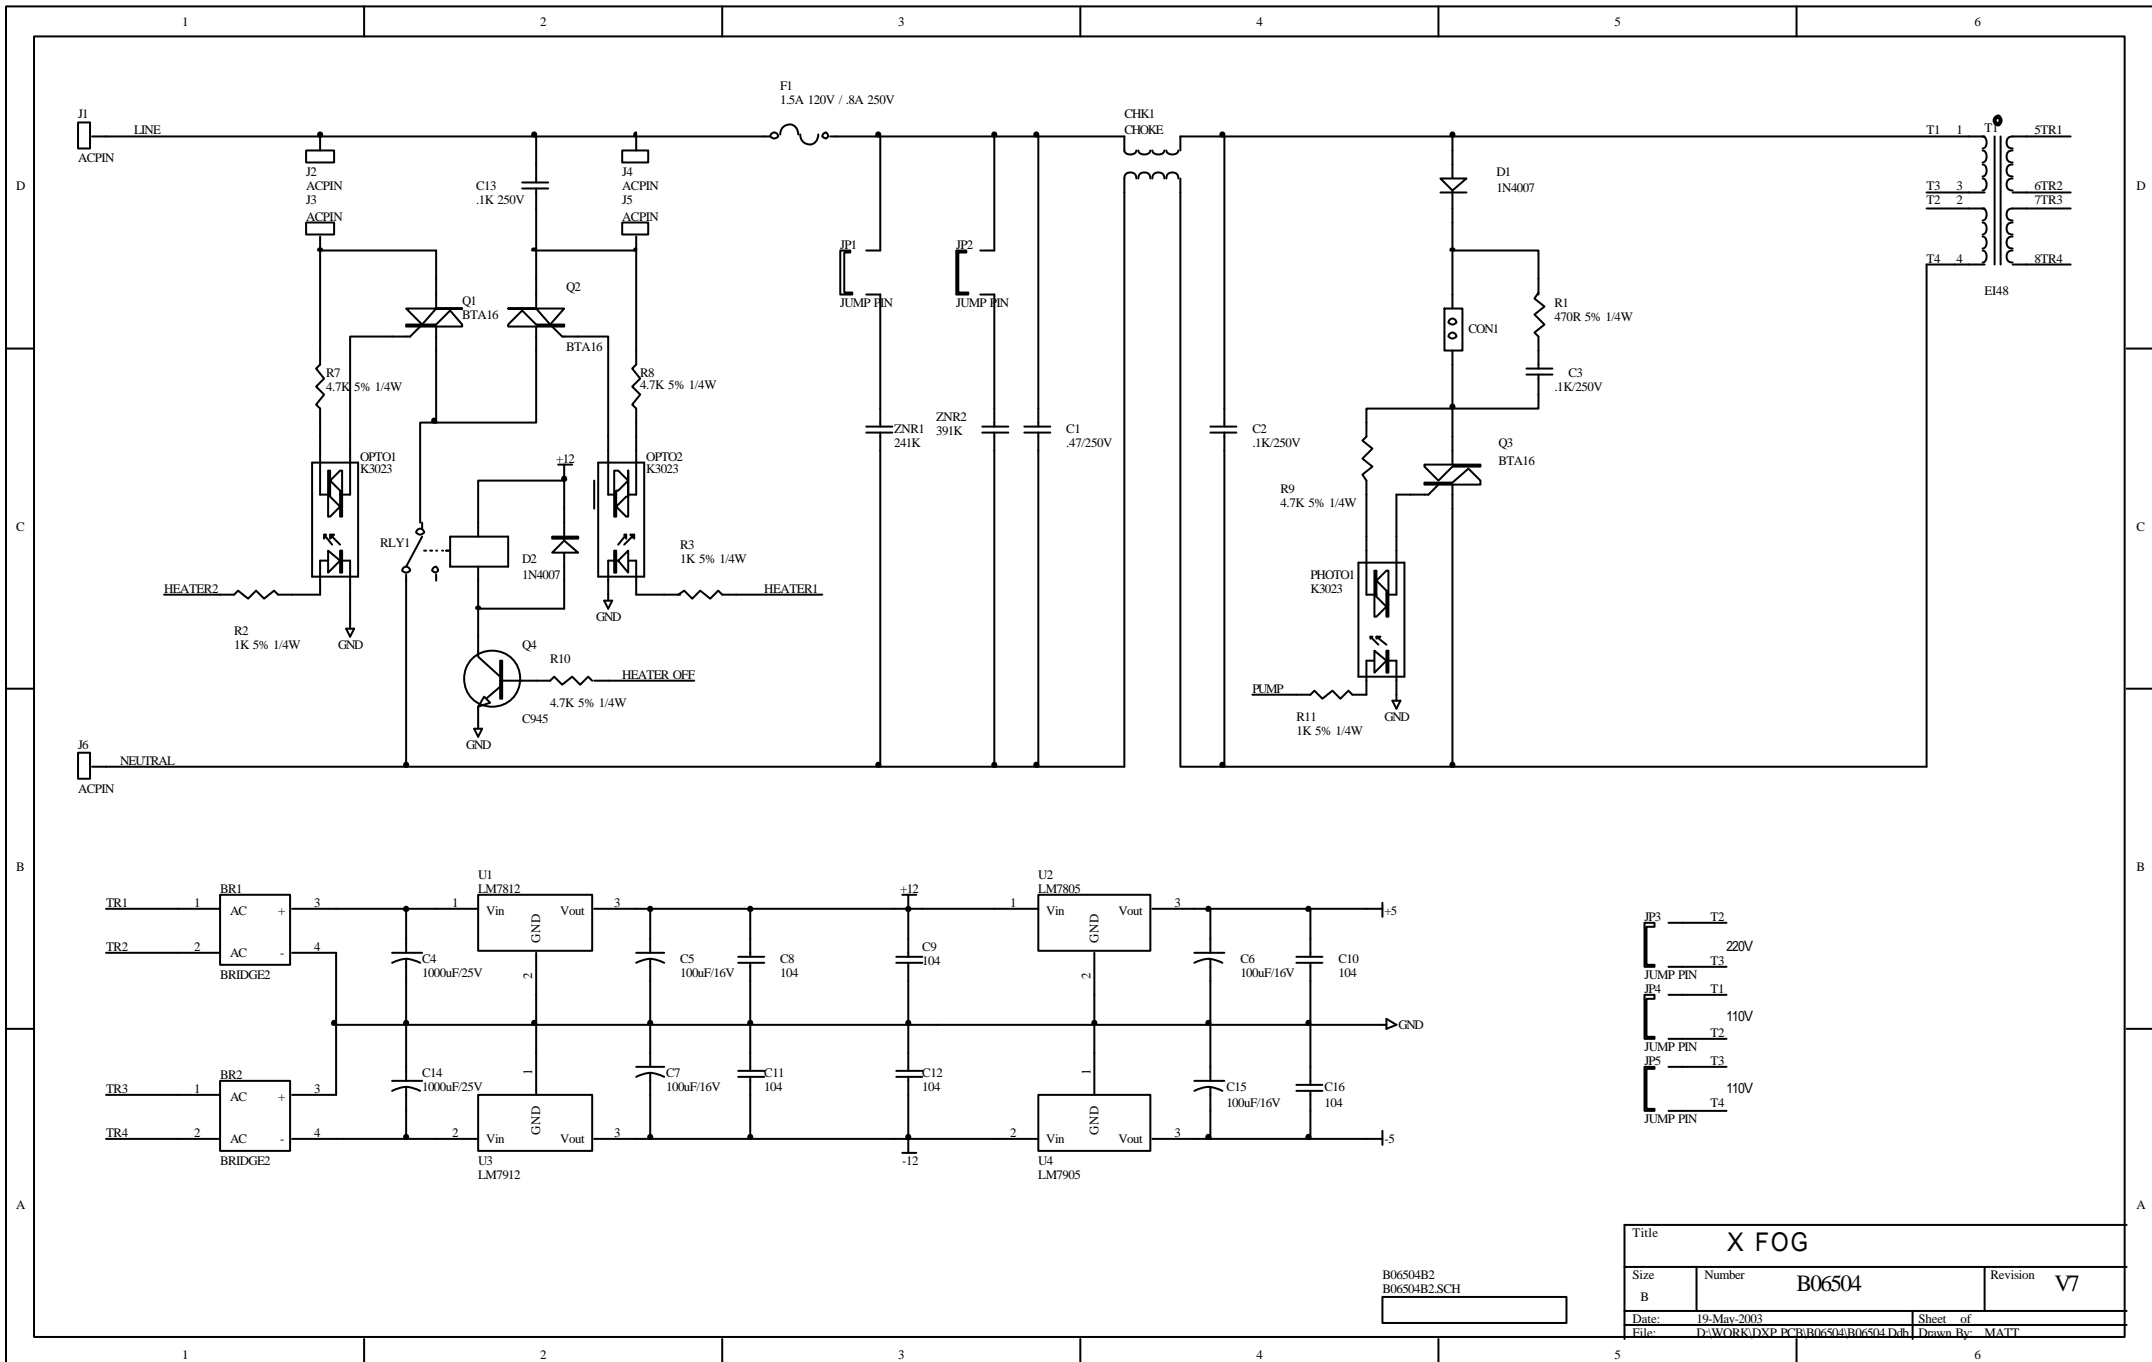 1 2 3 4 5 6
F1
1.5A 120V / .8A 250V
J1
LINE
ACPIN
CHK1
CHOKE
T1 1
T1
5TR1
D
J2
ACPIN
J3
ACPIN
C13
.1K 250V
J4
ACPIN
J5
ACPIN
D1
1N4007
T3 3
T2 2
6TR2
7TR3
D
JP1
JUMP PIN
JP2
JUMP PIN
T4 4
8TR4
EI48
Q1
BTA16
Q2
BTA16
CON1
R1
470R 5% 1/4W
R7
4.7K 5% 1/4W
R8
4.7K 5% 1/4W
C3
.1K/250V
ZNR1
241K
ZNR2
391K
C1
.47/250V
C2
.1K/250V
Q3
BTA16
OPTO1
K3023
+12
OPTO2
K3023
R9
4.7K 5% 1/4W
C
RLY1
D2
1N4007
R3
1K 5% 1/4W
C
HEATER2
HEATER1
PHOTO1
K3023
R2
1K 5% 1/4W
GND
GND
Q4
C945
R10
4.7K 5% 1/4W
HEATER OFF
GND
PUMP
R11
1K 5% 1/4W
GND
J6
NEUTRAL
ACPIN
B
TR1 1
TR2 2
BR1
AC +
AC -
BRIDGE2
3
4
U1
LM7812
1 Vin Vout 3
GND
2
C4
1000uF/25V
C5
100uF/16V
C8
104
+12
C9
104
U2
LM7805
1 Vin Vout 3
GND
2
C6
100uF/16V
C10
104
+5
B
JP3
T2
220V
T3
JUMP PIN
JP4
T1
110V
T2
JUMP PIN
JP5
T3
110V
T4
JUMP PIN
GND
TR3 1
TR4 2
BR2
AC +
AC -
BRIDGE2
3
4
C14
1000uF/25V
1
GND
2 Vin Vout 3
U3
LM7912
C7
100uF/16V
C11
104
C12
104
-12
1
GND
2 Vin Vout 3
U4
LM7905
C15
100uF/16V
C16
104
-5
A
A
B06504B2
B06504B2.SCH
Title
X FOG
Size
B
Number
B06504
Revision
V7
Date: 19-May-2003
Sheet of
File: D:\WORK\DXP PCB\B06504\B06504.Ddb
Drawn By: MATT
1 2 3 4 5 6